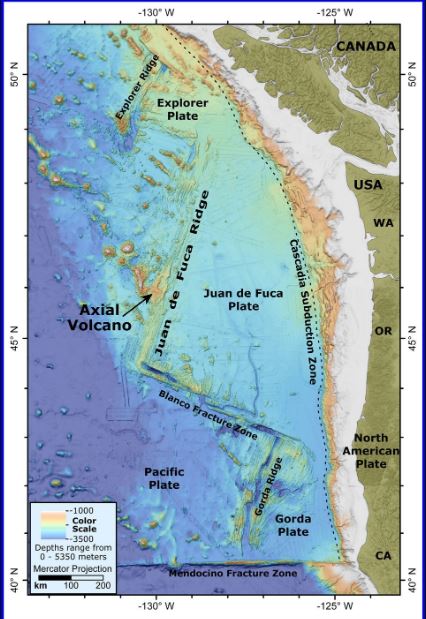 -130° W
-125° W
50° N
CANADA
Explorer Ridge
Explorer
Plate
USA
WA
Juan de Fuca Ridge
Cascadia Subduction Zone
Juan de Fuca
Plate
Axial
Volcano
45° N
45° N
OR
Blanco Fracture Zone
North
American
Plate
Pacific
Plate
Gorda Ridge
Gorda
Plate
-1000
Color
Scale
-3500
Depths range from
0 - 5350 meters
Mercator Projection
km 100 200
CA
40° N
40° N
Mendocino Fracture Zone
-130° W
-125° W
50° N